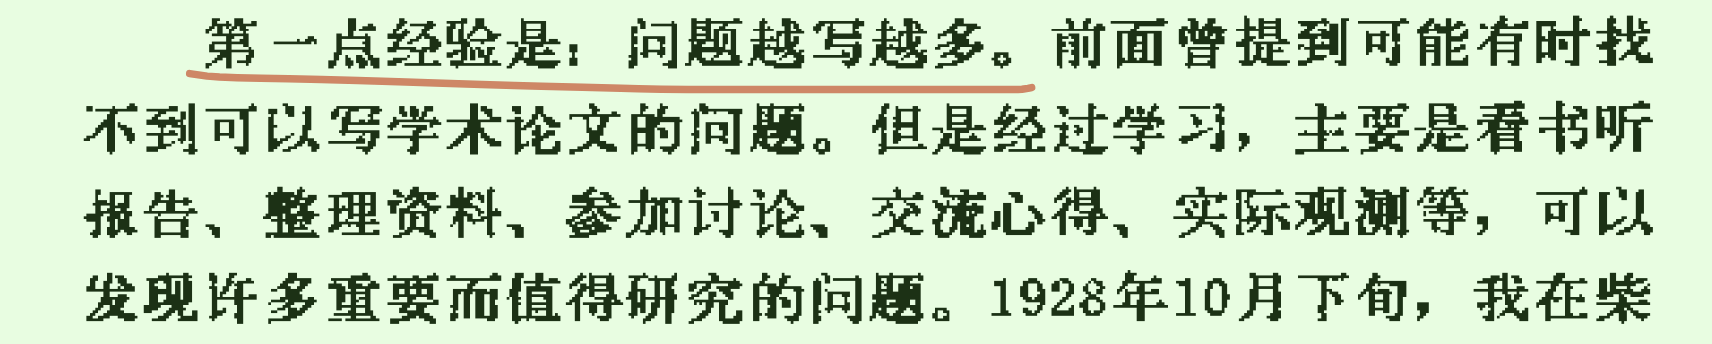 第一点经验是：问题越写越多。前面曾提到可能有时找
不到可以写学术论文的问题。但是经过学习，主要是看书听
报告、整理资料、参加讨论、交流心得、实际观测等，可以
发现许多重要而值得研究的问题。1928年10月下旬，我在柴